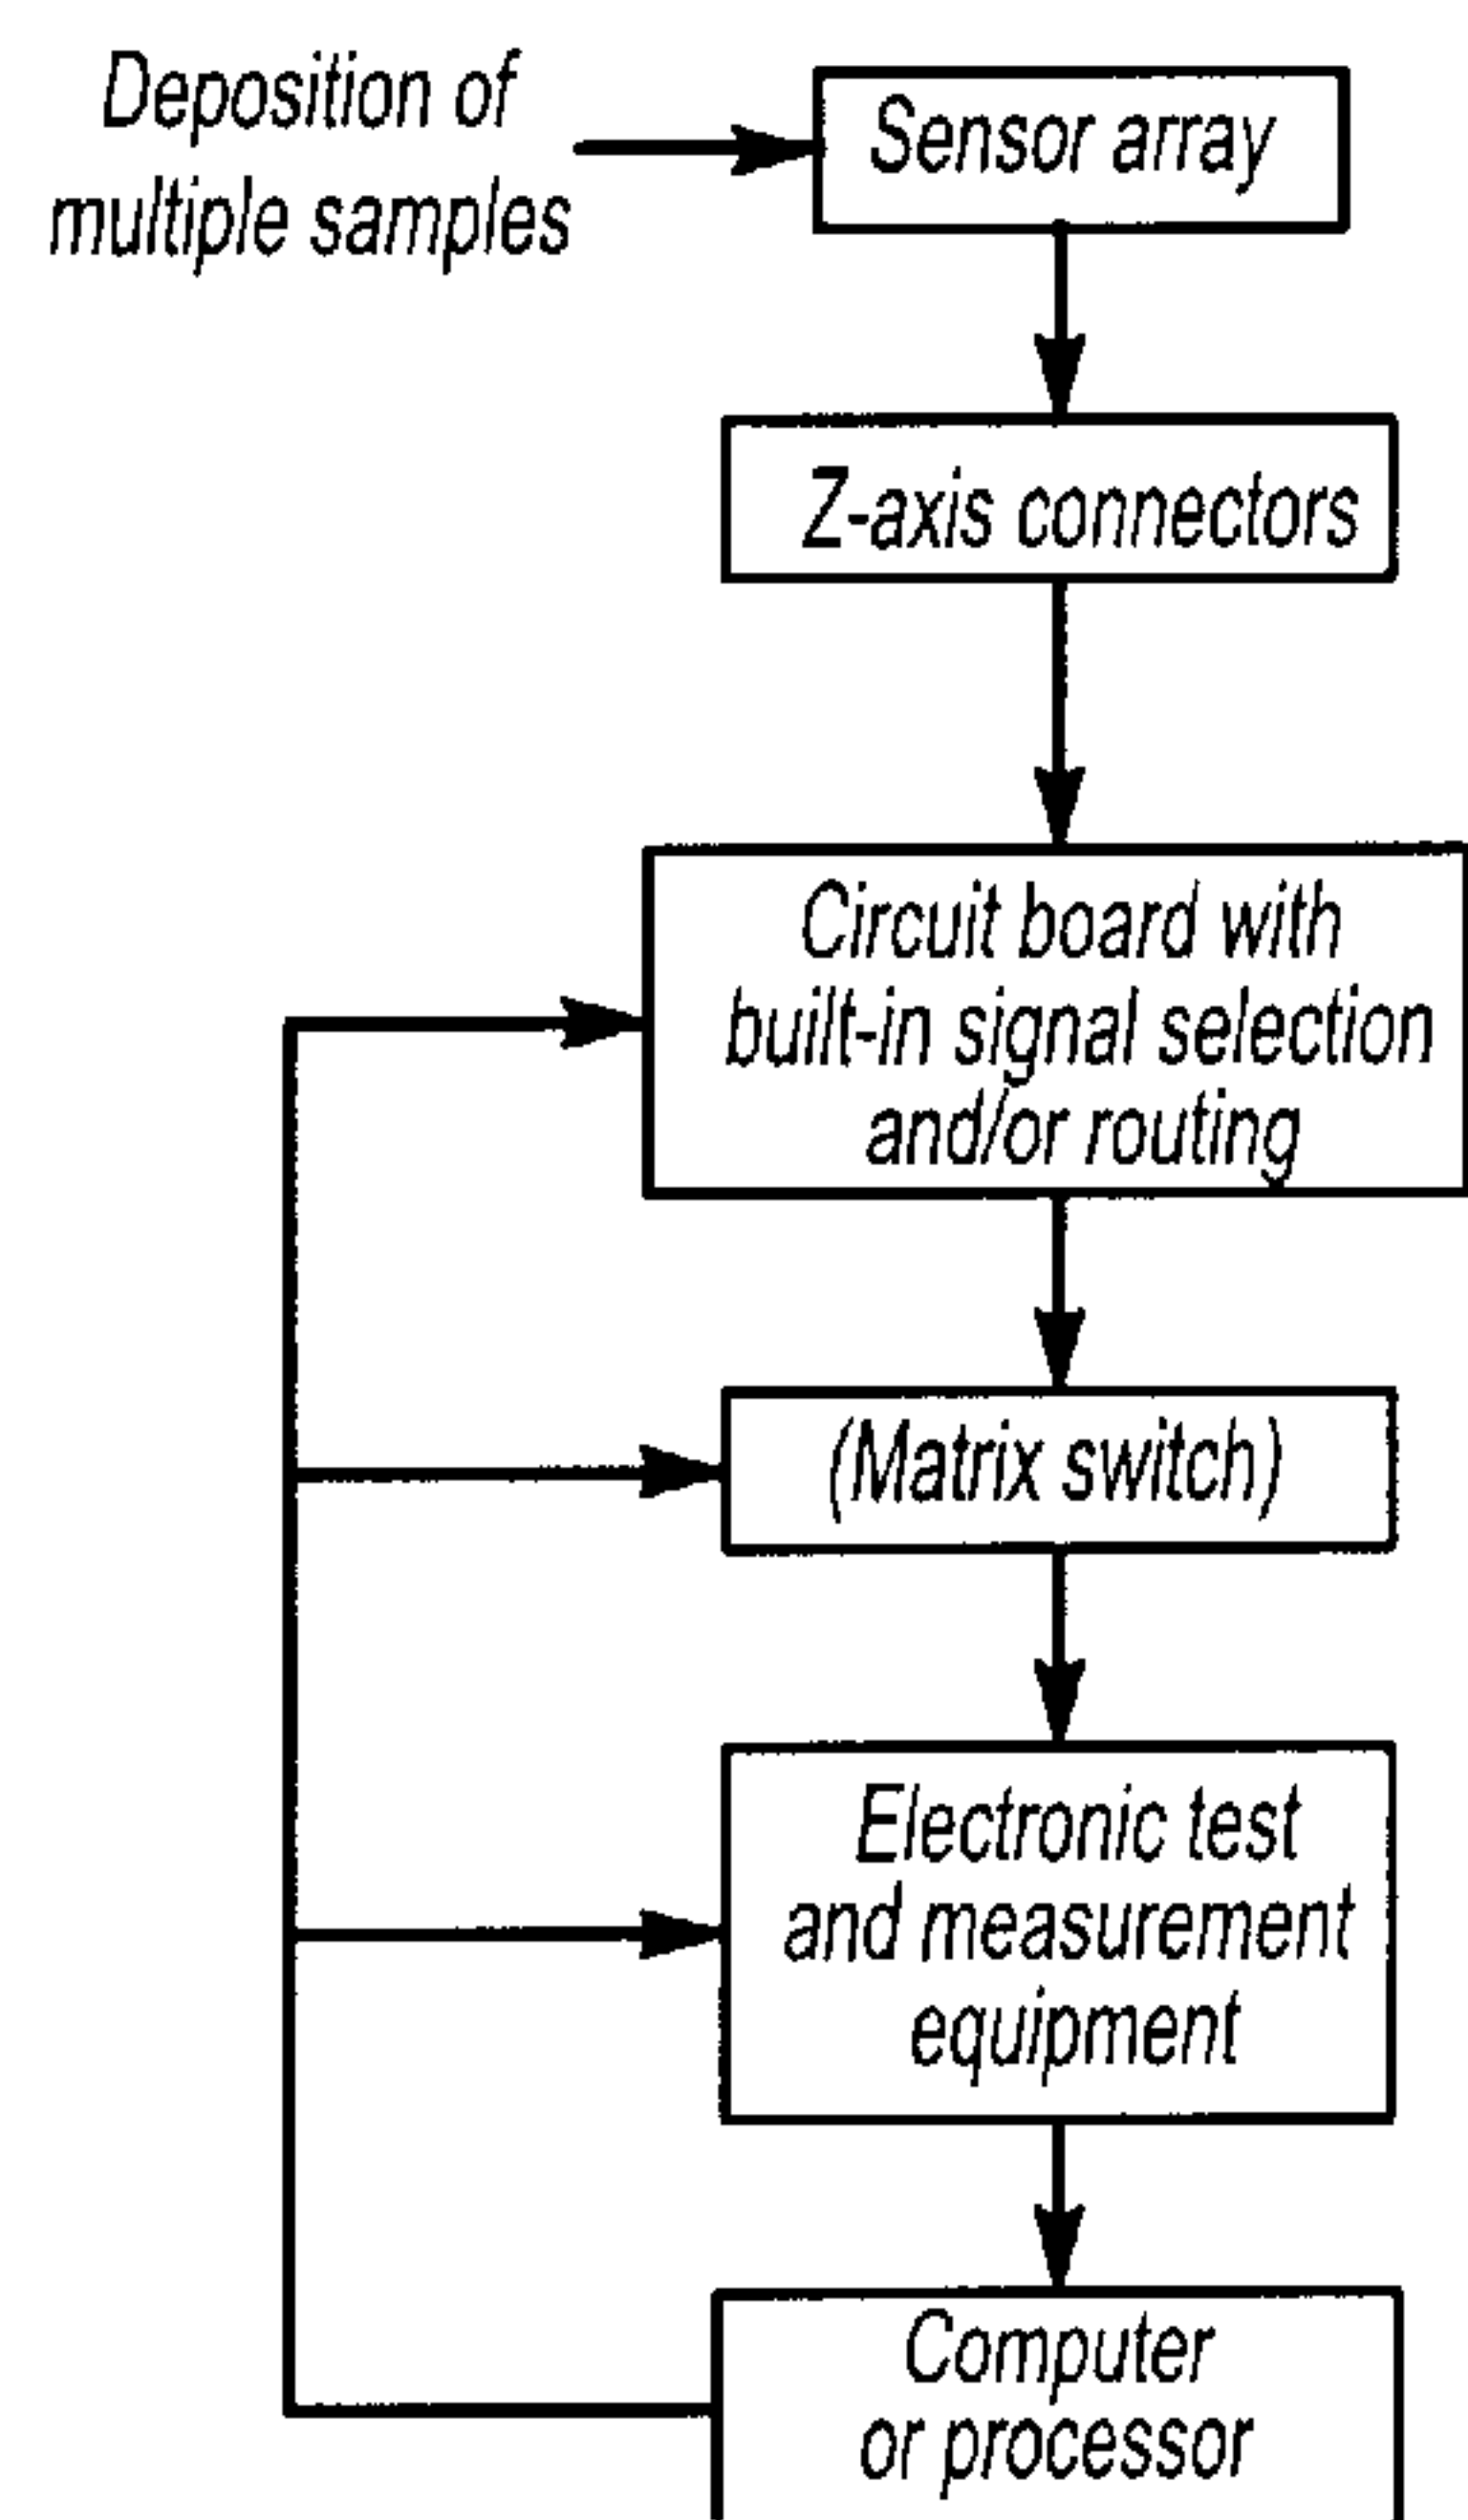 Deposition of
multiple samples
Sensor array
Z-axis connectors
Circuit board with
built-in signal selection
and/or routing
(Matrix switch)
Electronic test
and measurement
equipment
Computer
or processor